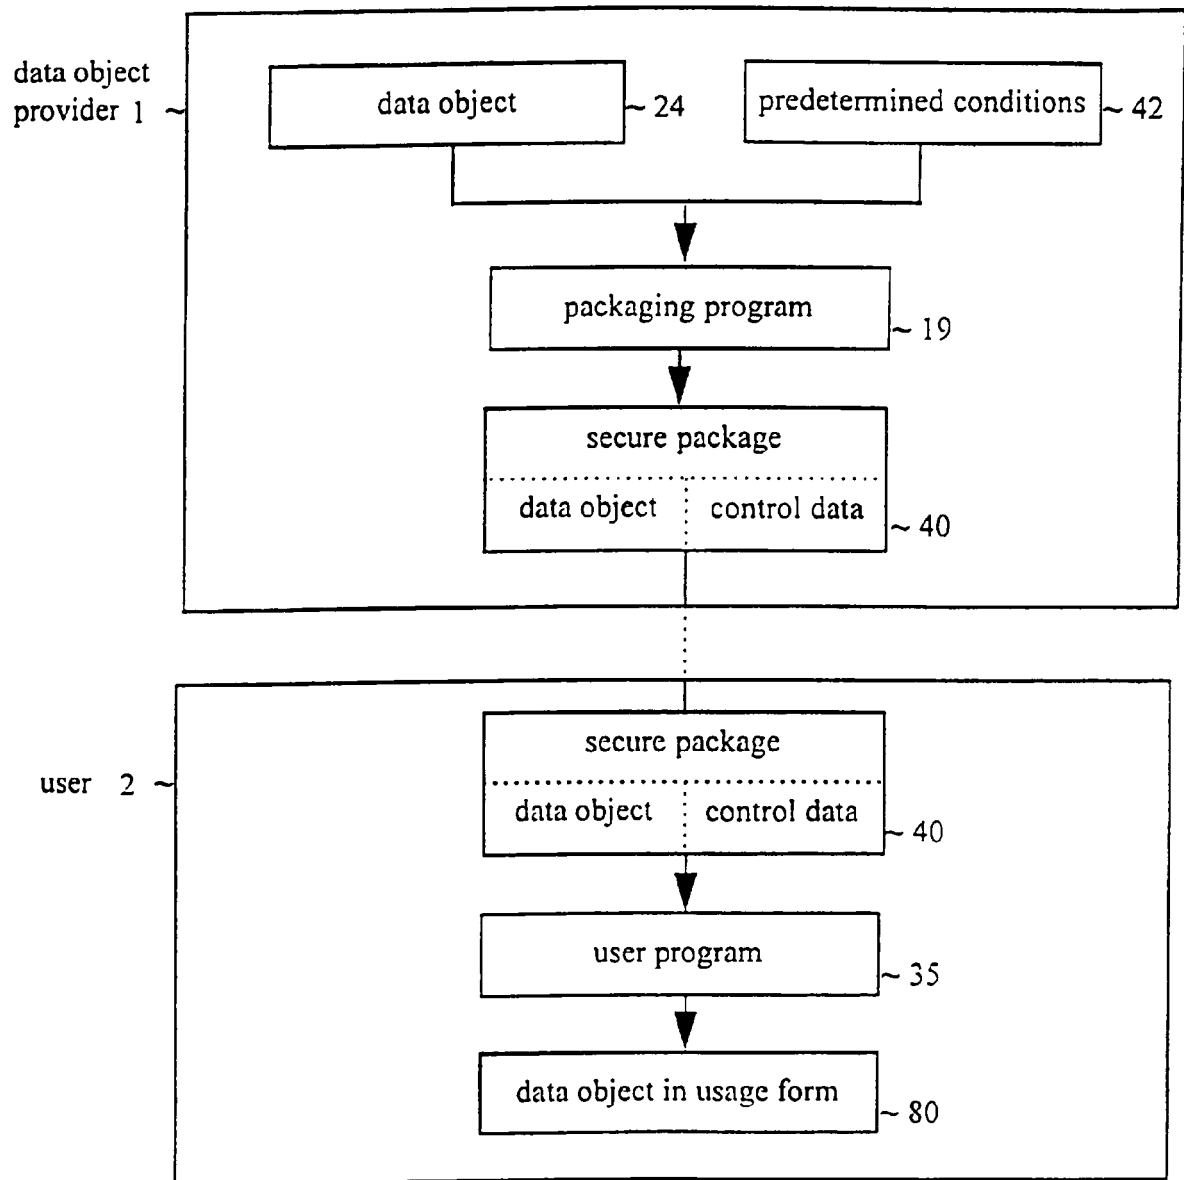 data object
provider 1 ~
data object
~ 24
predetermined conditions
~ 42
packaging program
~ 19
secure package
data object
control data
~ 40
user 2 ~
secure package
data object
control data
~ 40
user program
~ 35
data object in usage form
~ 80